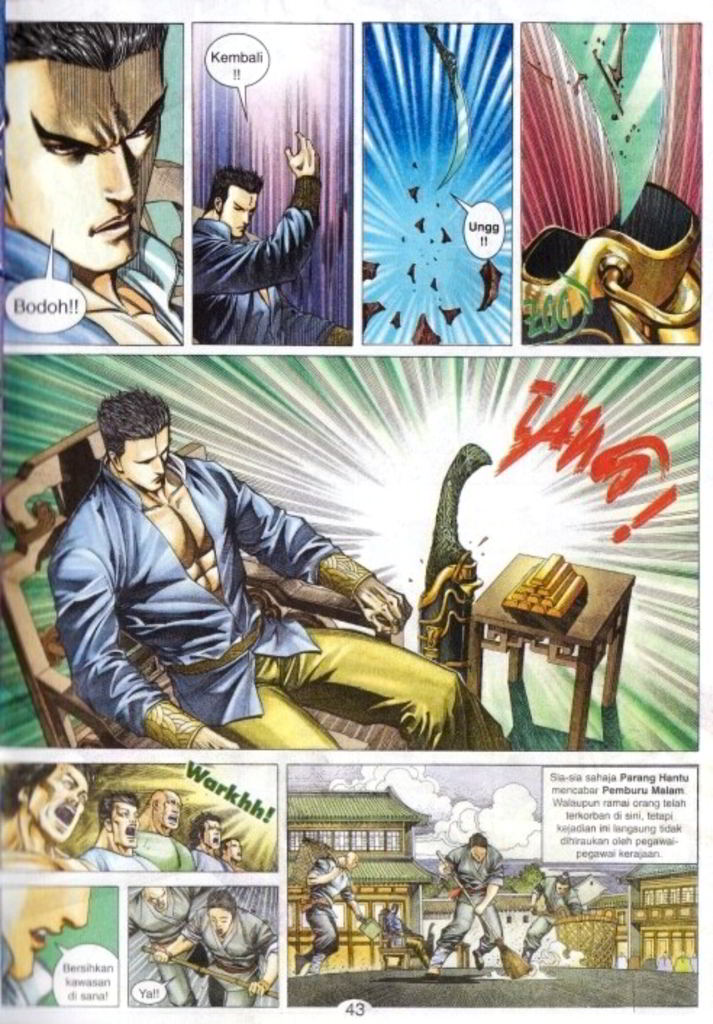 Bodoh!!
Kembali
!!
Ungg
!!
ZOO
TANG!
Warkhh!
Sia-sia sahaja Parang Hantu
mencabar Pemburu Malam.
Walaupun ramai orang telah
terkorban di sini, tetapi
kejadian ini langsung tidak
dihiraukan oleh pegawai-
pegawai kerajaan.
Bersihkan
kawasan
di sana!
Ya!!
43